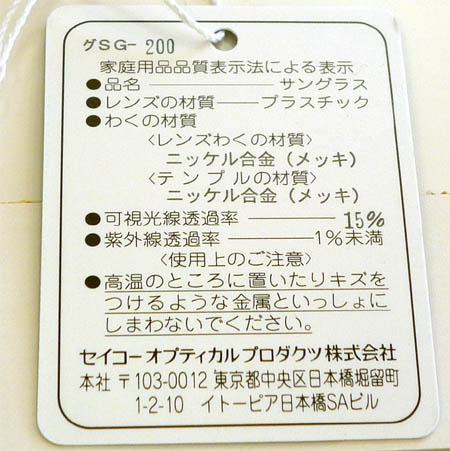 グSG-200
家庭用品品質表示法による表示
●品名――――――サングラス
●レンズの材質――プラスチック
●わくの材質
〈レンズわくの材質〉
ニッケル合金（メッキ）
〈テンプルの材質〉
ニッケル合金（メッキ）
●可視光線透過率――――15%
●紫外線透過率――――1%未満
〈使用上のご注意〉
●高温のところに置いたりキズを
つけるような金属といっしょに
しまわないでください。
セイコーオプティカルプロダクツ株式会社
本社 〒103-0012 東京都中央区日本橋堀留町
1-2-10 イトーピア日本橋SAビル